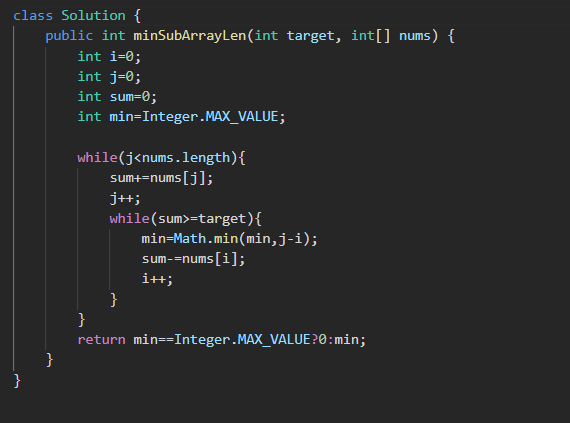 class Solution {
    public int minSubArrayLen(int target, int[] nums) {
        int i=0;
        int j=0;
        int sum=0;
        int min=Integer.MAX_VALUE;

        while(j<nums.length){
            sum+=nums[j];
            j++;
            while(sum>=target){
                min=Math.min(min,j-i);
                sum-=nums[i];
                i++;
            }
        }
        return min==Integer.MAX_VALUE?0:min;
    }
}